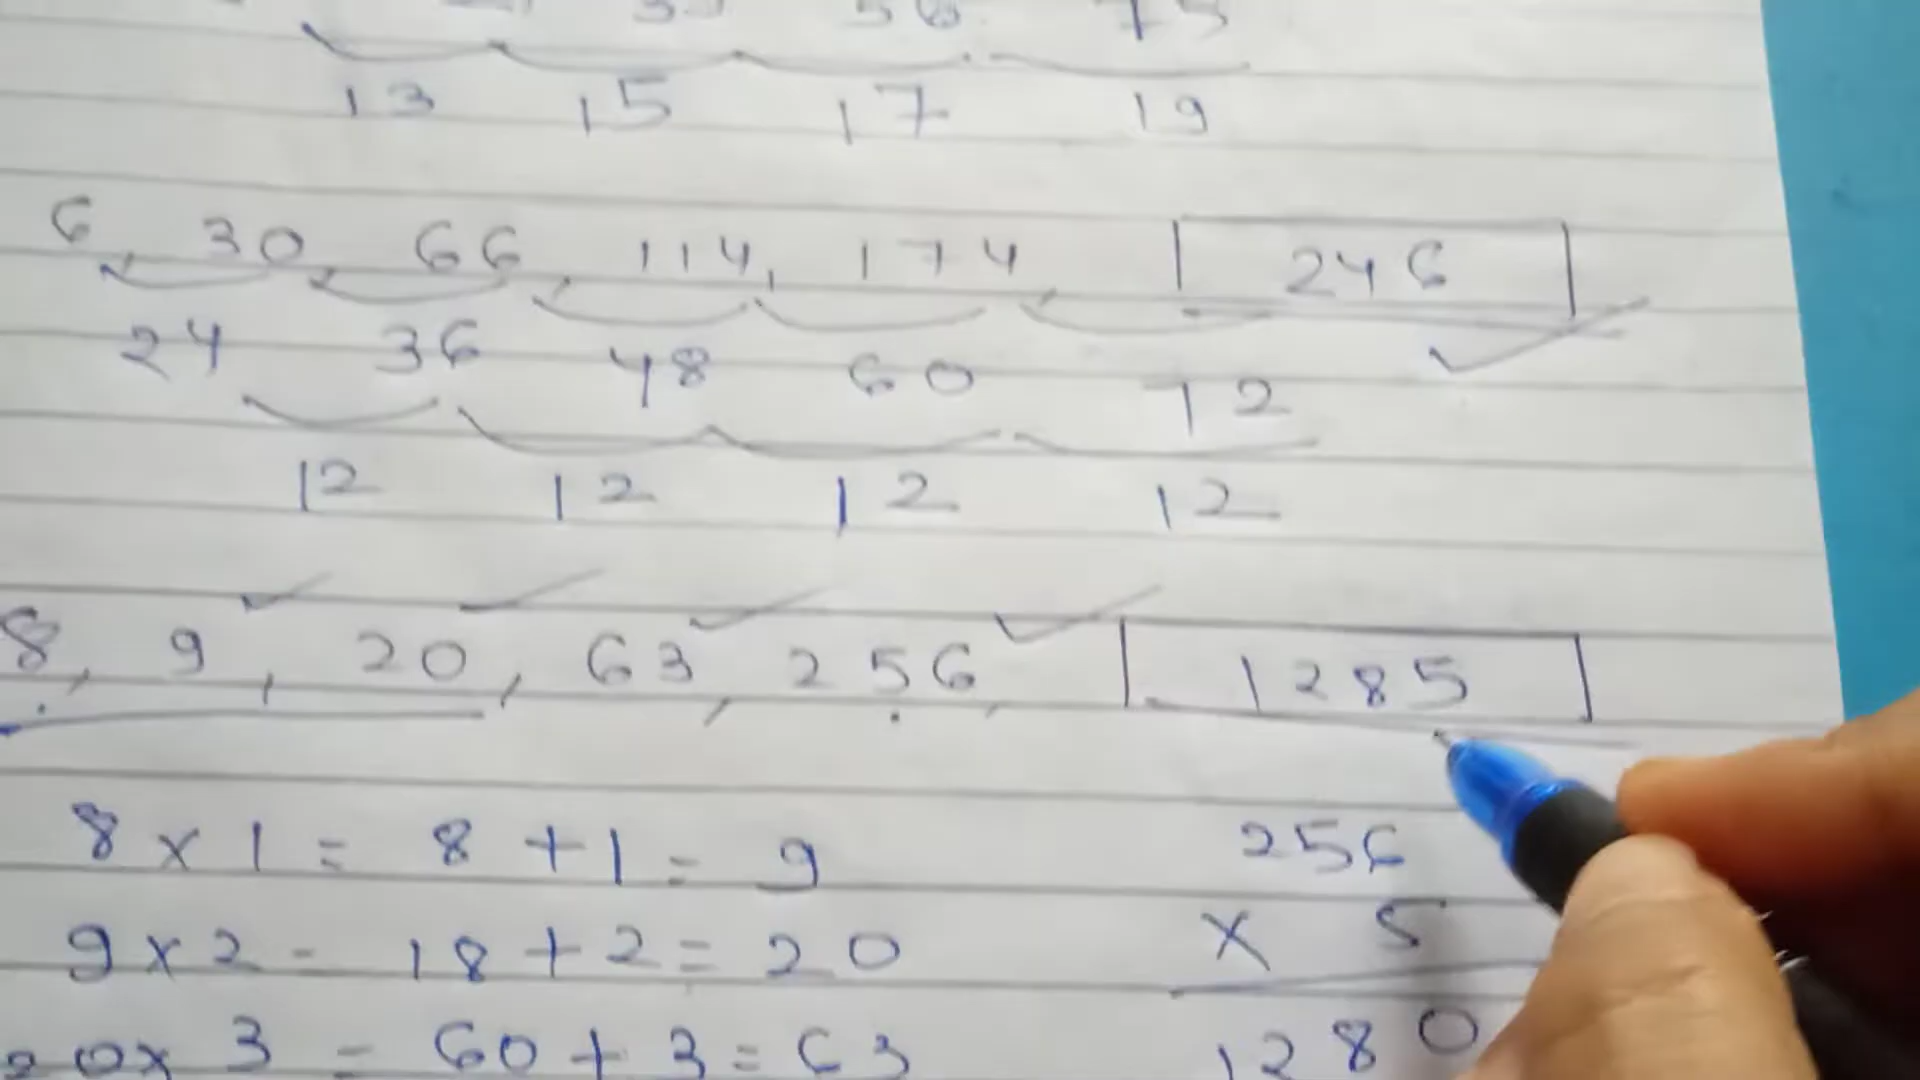 13 15 17 19
6, 30, 66, 114, 174, 246
24 36 48 60 72
12 12 12 12
8, 9, 20, 63, 256, 1285
8 x 1 = 8 + 1 = 9
9 x 2 - 18 + 2 = 20
20 x 3 = 60 + 3 = 63
256
x 5
1280